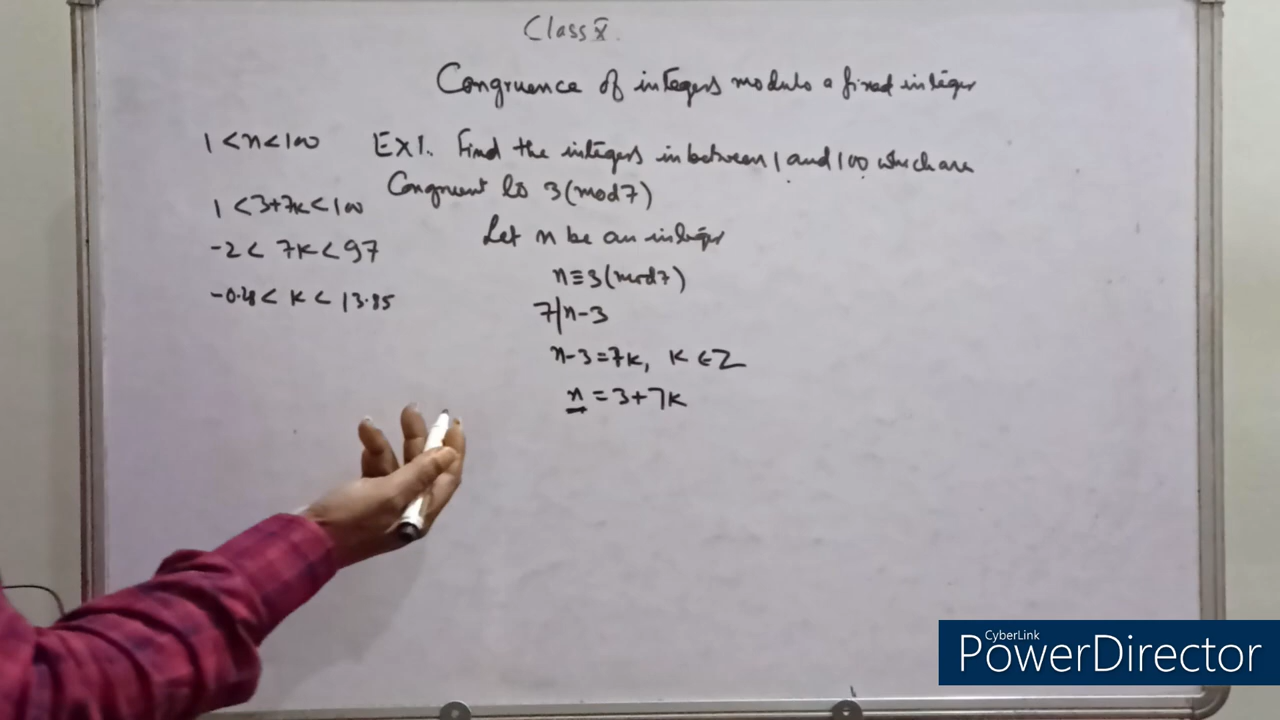 Class X
Congruence of integers modulo a fixed integer
1 < n < 100
Ex1. Find the integers in between 1 and 100 which are
Congruent to 3(mod7)
1 < 3+7k < 100
-2 < 7k < 97
-0.28 < k < 13.85
Let n be an integer
n≡3(mod7)
7|n-3
n-3=7k, k∈Z
n = 3+7k
CyberLink
PowerDirector